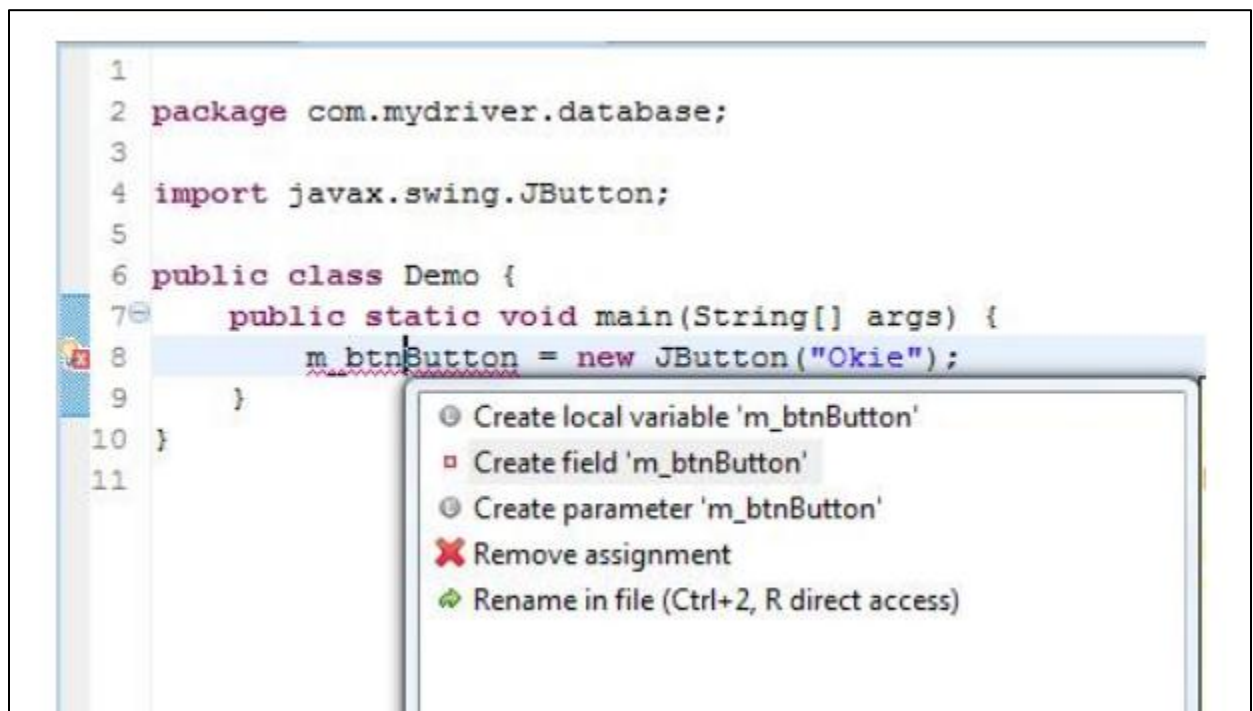 1
2 package com.mydriver.database;
3
4 import javax.swing.JButton;
5
6 public class Demo {
7 public static void main(String[] args) {
8 m_btnButton = new JButton("Okie");
9 }
10 }
11
Create local variable 'm_btnButton'
Create field 'm_btnButton'
Create parameter 'm_btnButton'
Remove assignment
Rename in file (Ctrl+2, R direct access)